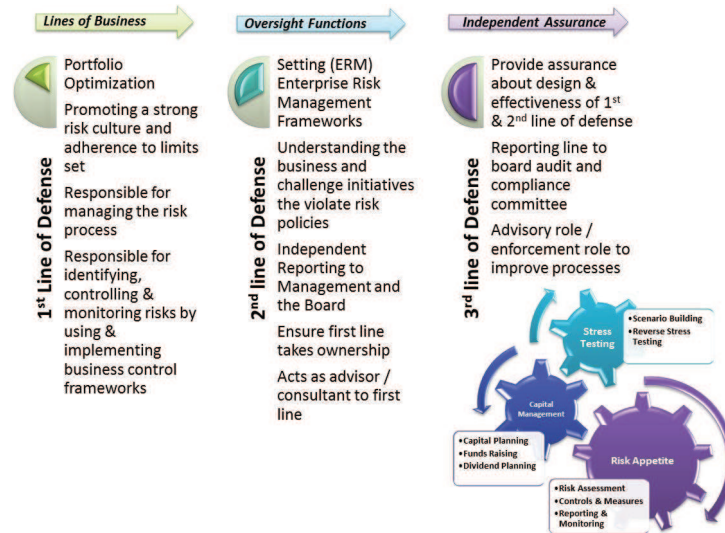 Lines of Business
1st Line of Defense
Portfolio
Optimization
Promoting a strong
risk culture and
adherence to limits
set
Responsible for
managing the risk
process
Responsible for
identifying,
controlling &
monitoring risks by
using &
implementing
business control
frameworks
Oversight Functions
2nd line of Defense
Setting (ERM)
Enterprise Risk
Management
Frameworks
Understanding the
business and
challenge initiatives
the violate risk
policies
Independent
Reporting to
Management and
the Board
Ensure first line
takes ownership
Acts as advisor /
consultant to first
line
Independent Assurance
3rd line of Defense
Provide assurance
about design &
effectiveness of 1st
& 2nd line of defense
Reporting line to
board audit and
compliance
committee
Advisory role /
enforcement role to
improve processes
Stress
Testing
•Scenario Building
•Reverse Stress
Testing
Capital
Management
•Capital Planning
•Funds Raising
•Dividend Planning
Risk Appetite
•Risk Assessment
•Controls & Measures
•Reporting &
Monitoring